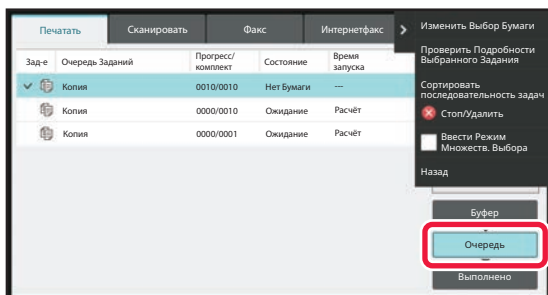 Печатать Сканировать Факс Интернетфакс
Зад-е Очередь Заданий Прогресс/ комплект Состояние Время запуска
Копия 0010/0010 Нет Бумаги ---
Копия 0000/0010 Ожидание Расчёт
Копия 0000/0001 Ожидание Расчёт
Изменить Выбор Бумаги
Проверить Подробности
Выбранного Задания
Сортировать
последовательность задач
Стоп/Удалить
Ввести Режим
Множеств. Выбора
Назад
Буфер
Очередь
Выполнено